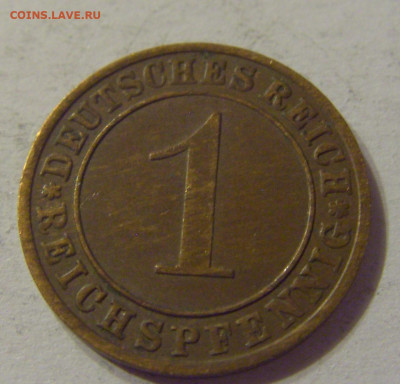 COINS.LAVE.RU
DEUTSCHES REICH
1
*REICHSPFENNIG*